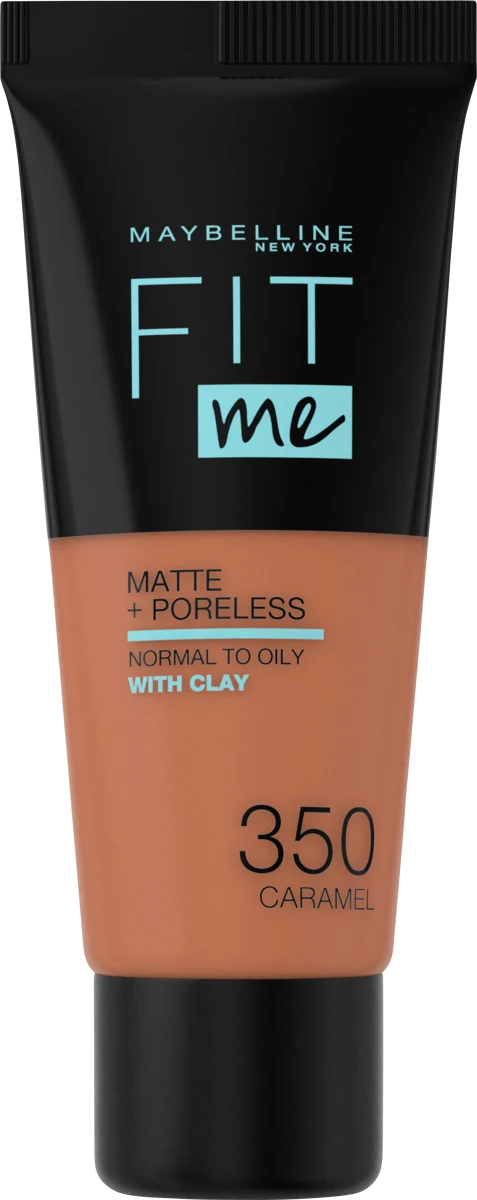 MAYBELLINE
NEW YORK
FIT
me
MATTE
+ PORELESS
NORMAL TO OILY
WITH CLAY
350
CARAMEL